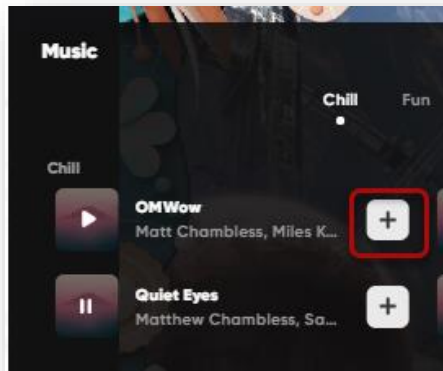 Music
Chill Fun
Chill
OMWow
Matt Chambless, Miles K...
Quiet Eyes
Matthew Chambless, Sa...